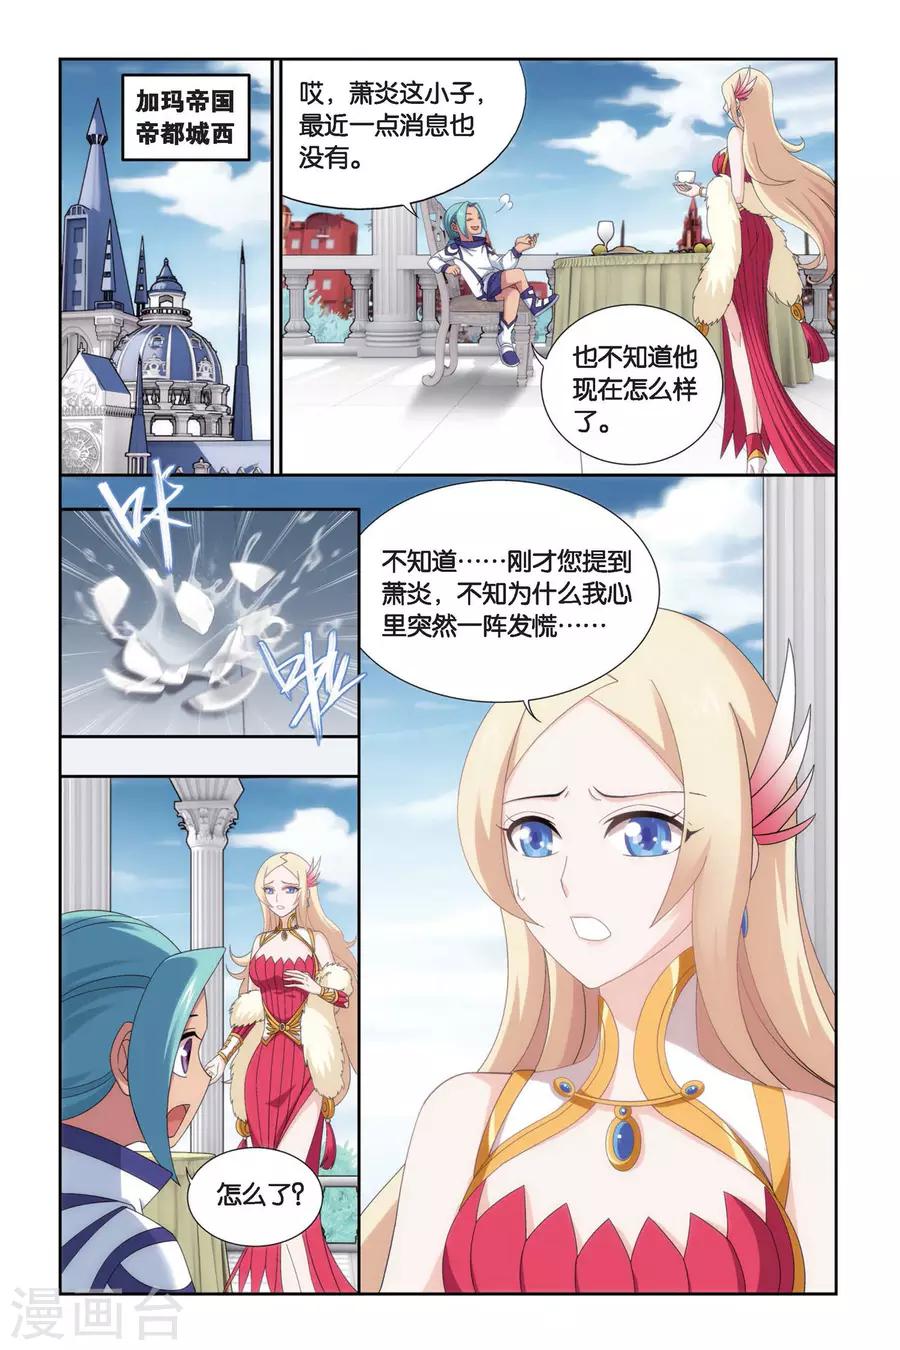 加玛帝国
帝都城西
哎，萧炎这小子，
最近一点消息也
没有。
也不知道他
现在怎么样
了。
咔
啦
不知道……刚才您提到
萧炎，不知为什么我心
里突然一阵发慌……
怎么了？
漫画台